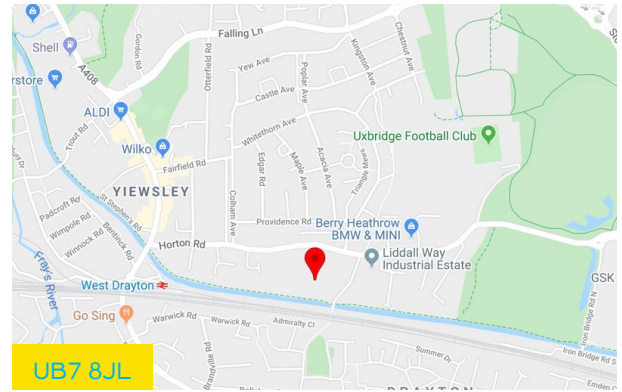 Falling Ln
Shell
A408
Gordon Rd
Otterfield Rd
Yew Ave
Poplar Ave
Kingston Ave
Chestnut Ave
erstore
Castle Ave
ALDI
Trout Rd
Whitethorn Ave
Uxbridge Football Club
Wilko
Fairfield Rd
Edgar Rd
Maple Ave
Acacia Ave
Triangle Mews
YIEWSLEY
Colham Ave
Padcroft Rd
St Stephen's Rd
Wimpole Rd
Bentinck Rd
Winnock Rd
Providence Rd
Berry Heathrow
BMW & MINI
Horton Rd
Liddall Way
Industrial Estate
Fray's River
West Drayton
GSK
Iron Bridge Rd N
Go Sing
Warwick Rd
Warwick Rd
Admiralty Cl
Iron Bridge Rd S
Brandville Rd
Summer Dr
Emden C
UB7 8JL
DRAYTON